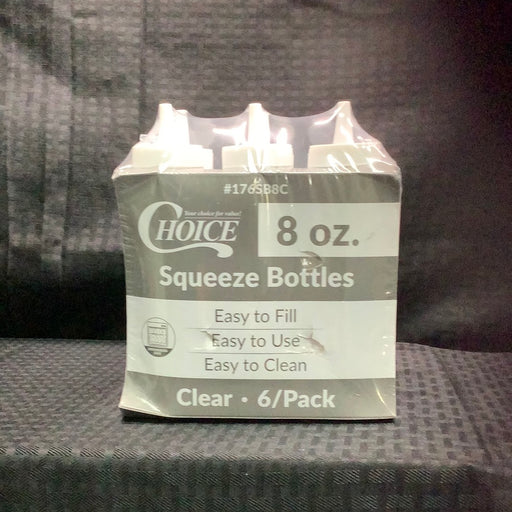 #176SB8C
Your choice for value!
CHOICE
8 oz.
Squeeze Bottles
Easy to Fill
Easy to Use
Easy to Clean
Clear • 6/Pack